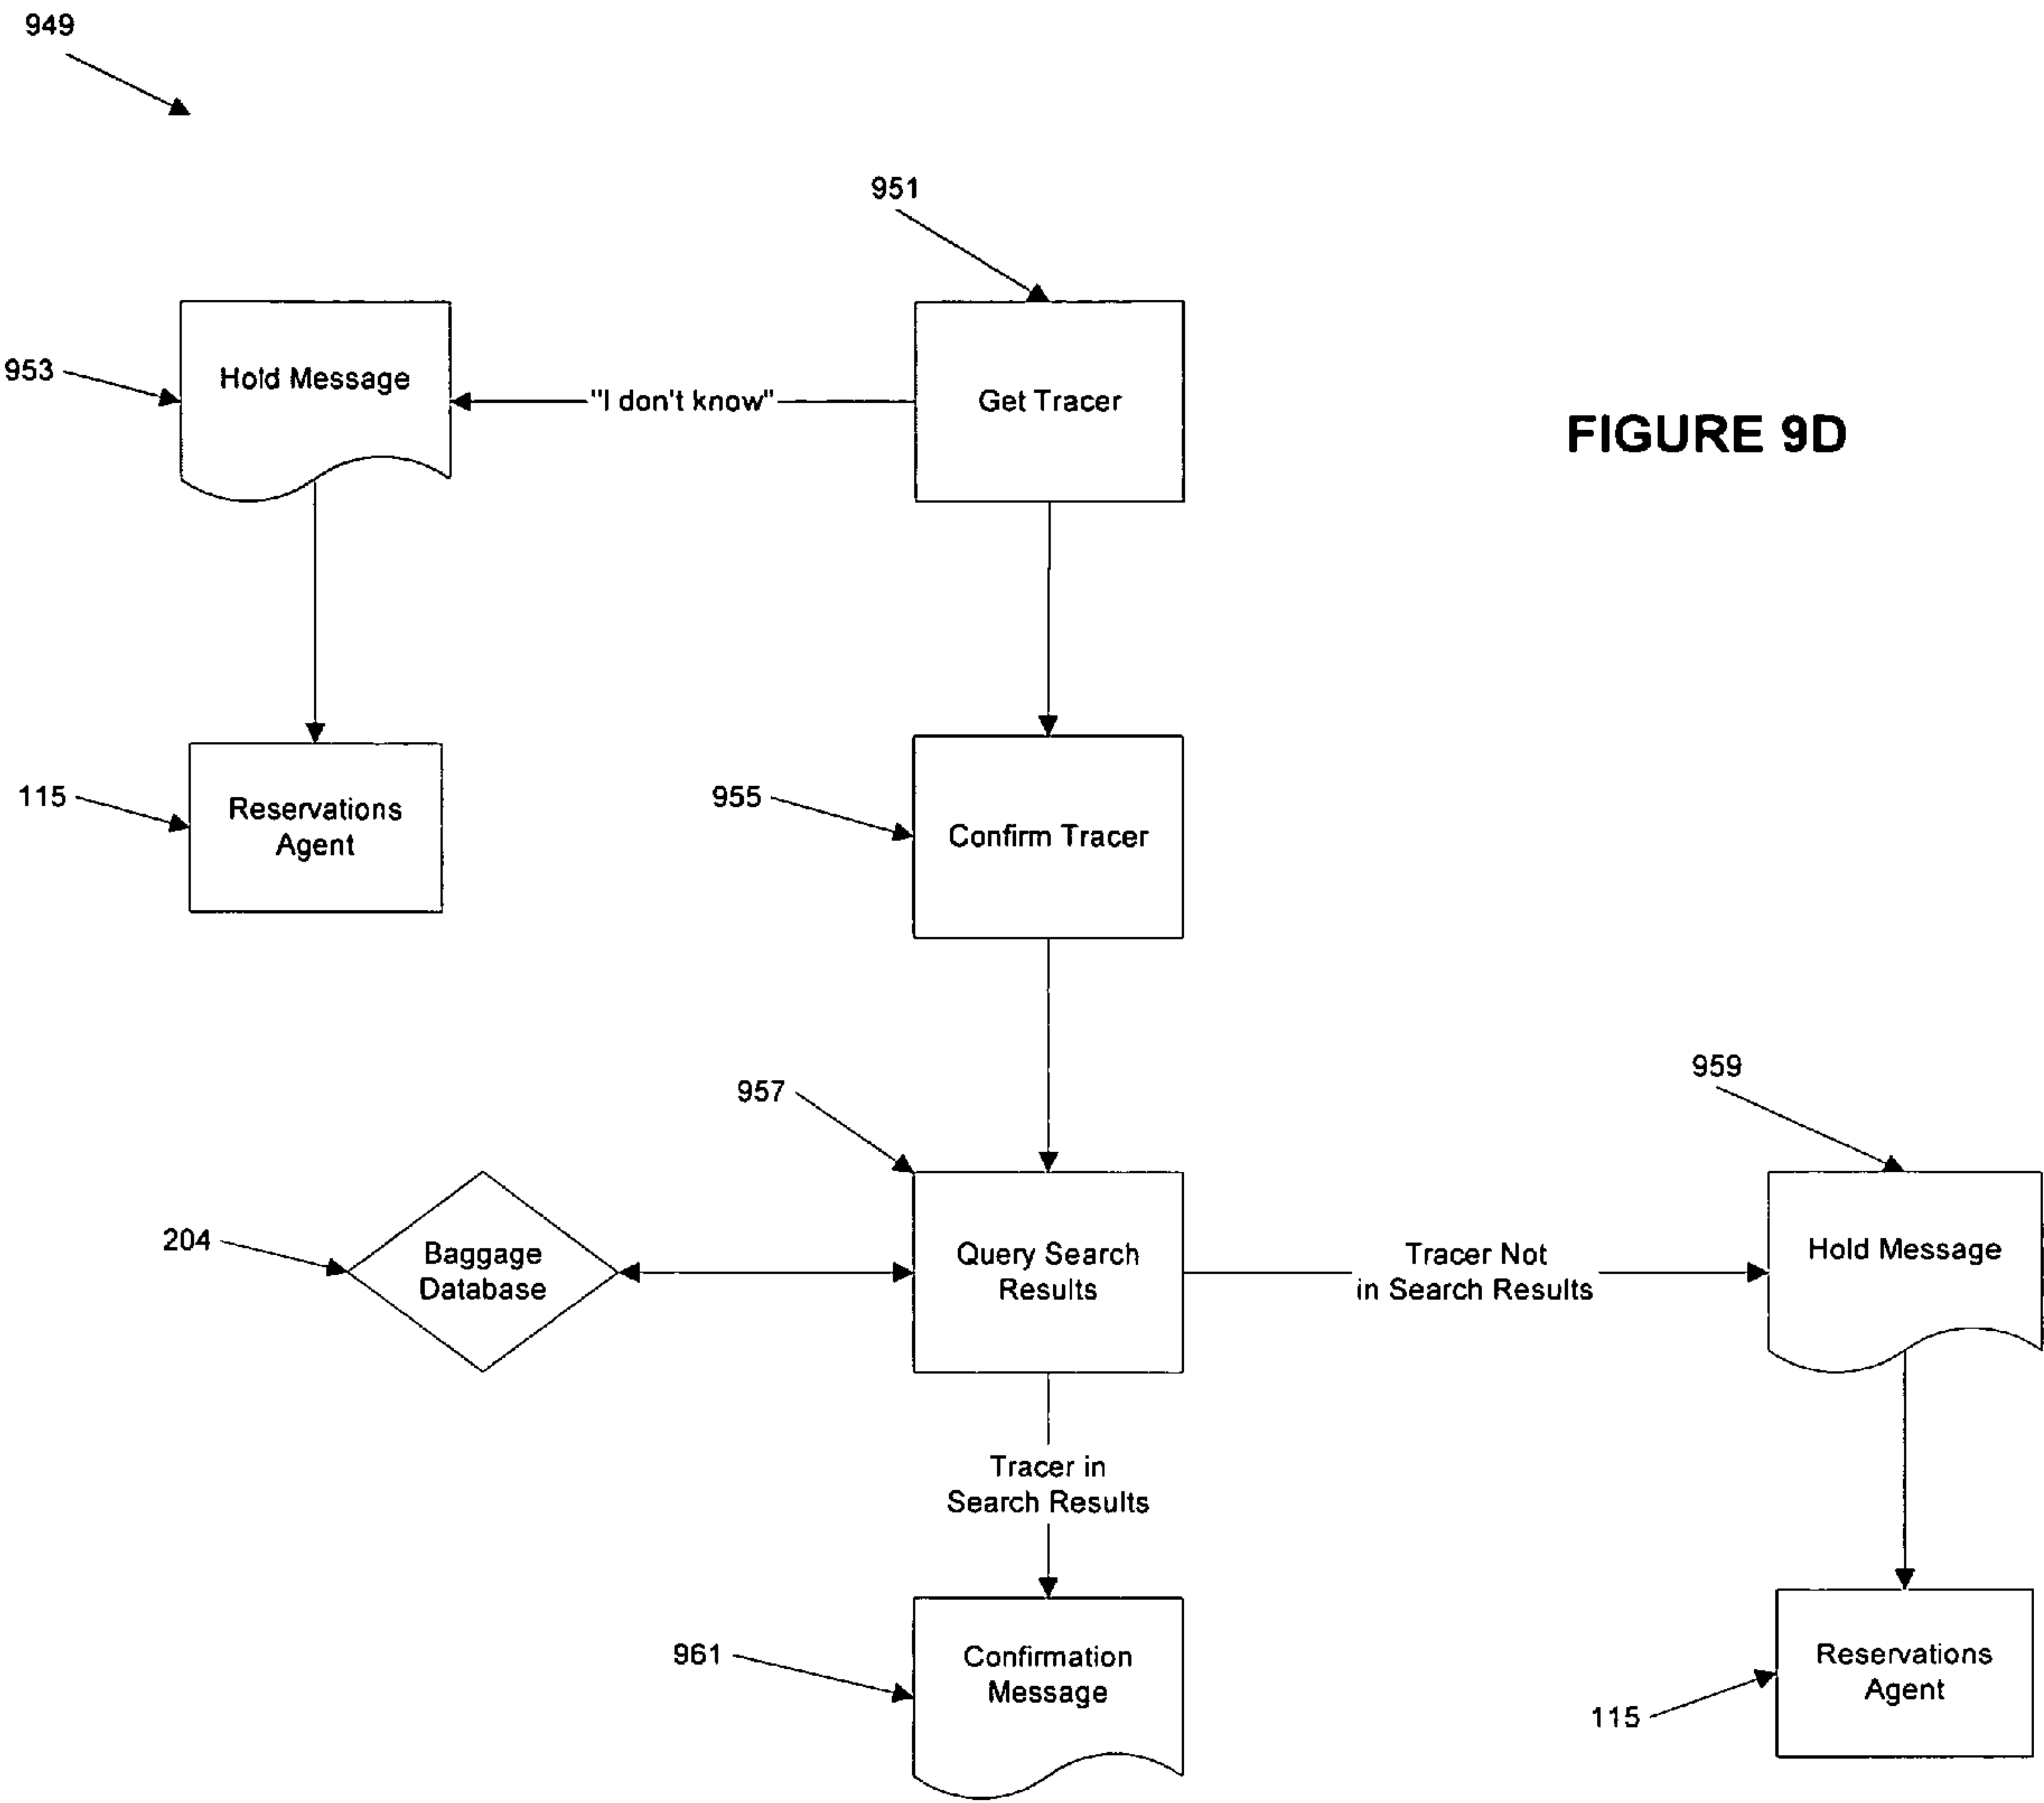 949
951
953
Hold Message
"I don't know"
Get Tracer
FIGURE 9D
115
Reservations
Agent
955
Confirm Tracer
957
959
204
Baggage
Database
Query Search
Results
Tracer Not
in Search Results
Hold Message
Tracer in
Search Results
961
Confirmation
Message
115
Reservations
Agent